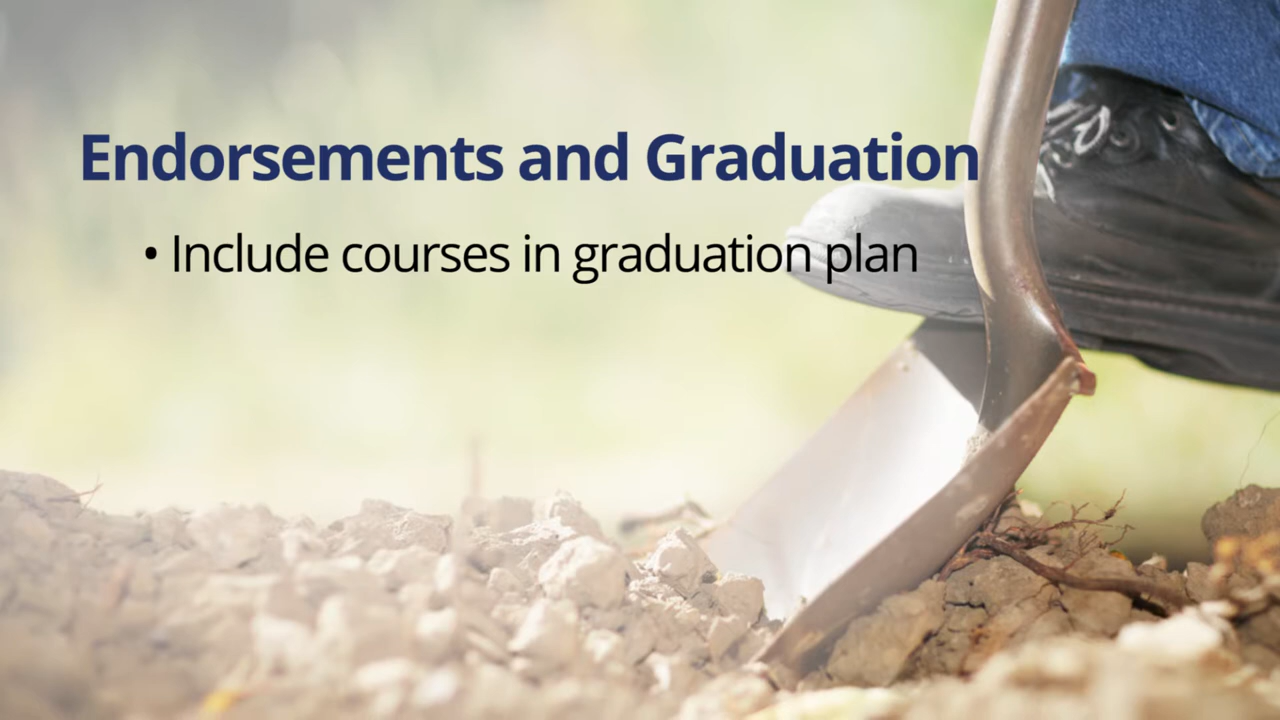 Endorsements and Graduation
• Include courses in graduation plan